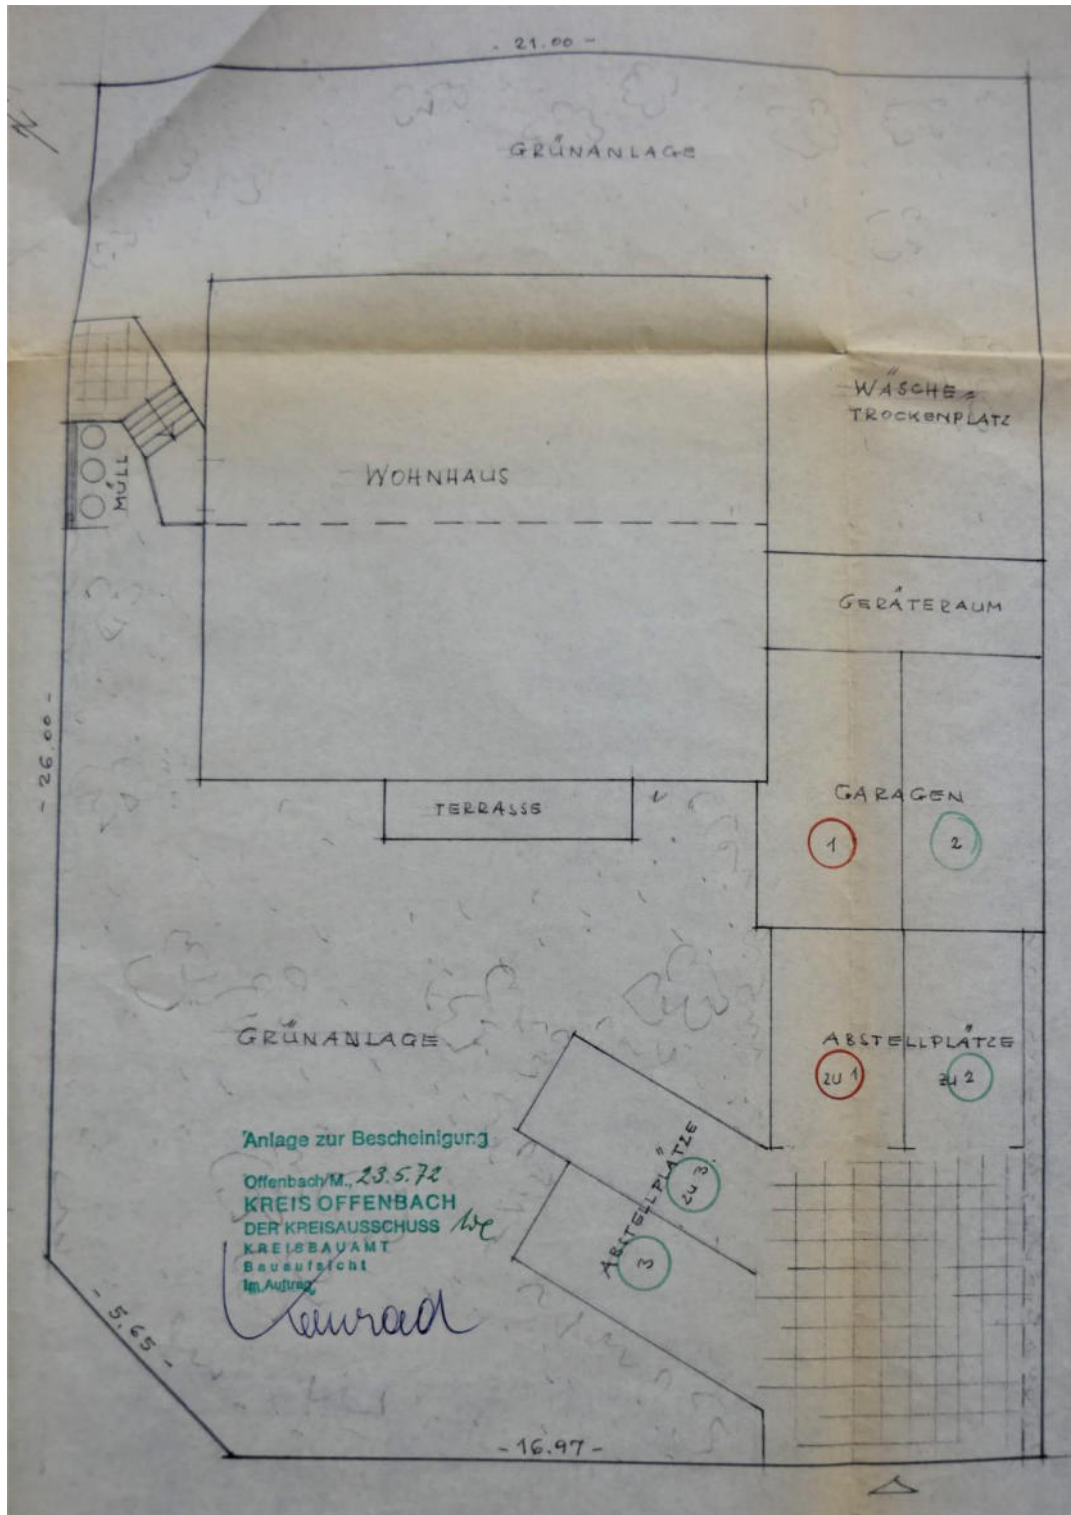 - 21.00 -
N
GRÜNANLAGE
WÄSCHE=
TROCKENPLATZ
WOHNHAUS
MÜLL
GERÄTERAUM
- 26.00 -
GARAGEN
TERRASSE
1
2
GRÜNANLAGE
ABSTELLPLÄTZE
zu 1
zu 2
ABSTELLPLÄTZE
zu 3
3
Anlage zur Bescheinigung
Offenbach/M., 23.5.72
KREIS OFFENBACH
DER KREISAUSSCHUSS
KREISBAUAMT
Bauaufsicht
Im Auftrag
- 5.65 -
- 16.97 -